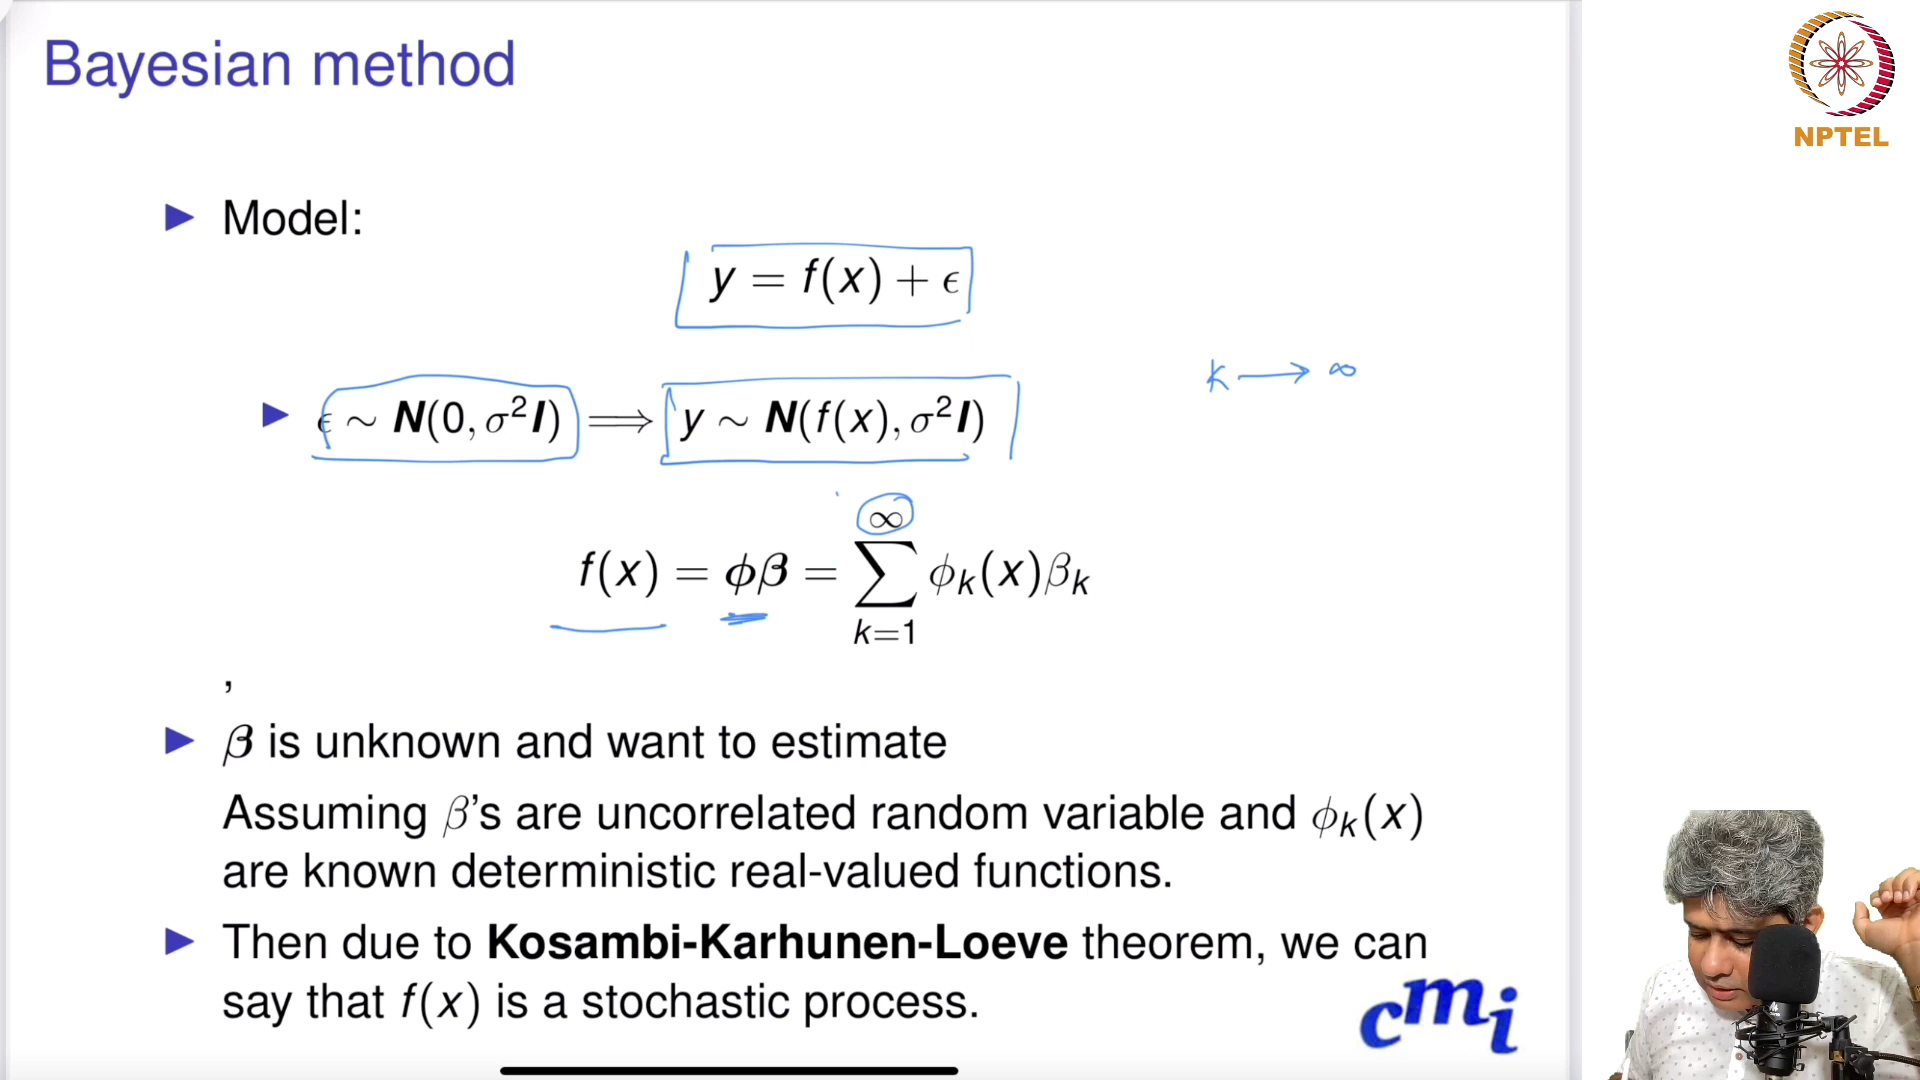 Bayesian method
NPTEL
▶ Model:
y = f(x) + ϵ
k ⟶ ∞
▶ ϵ ∼ N(0, σ²I) ⟹ y ∼ N(f(x), σ²I)
f(x) = ϕβ = ∑_{k=1}^{∞} ϕ_k(x)β_k
,
▶ β is unknown and want to estimate
Assuming β's are uncorrelated random variable and ϕ_k(x)
are known deterministic real-valued functions.
▶ Then due to Kosambi-Karhunen-Loeve theorem, we can
say that f(x) is a stochastic process.
cmi